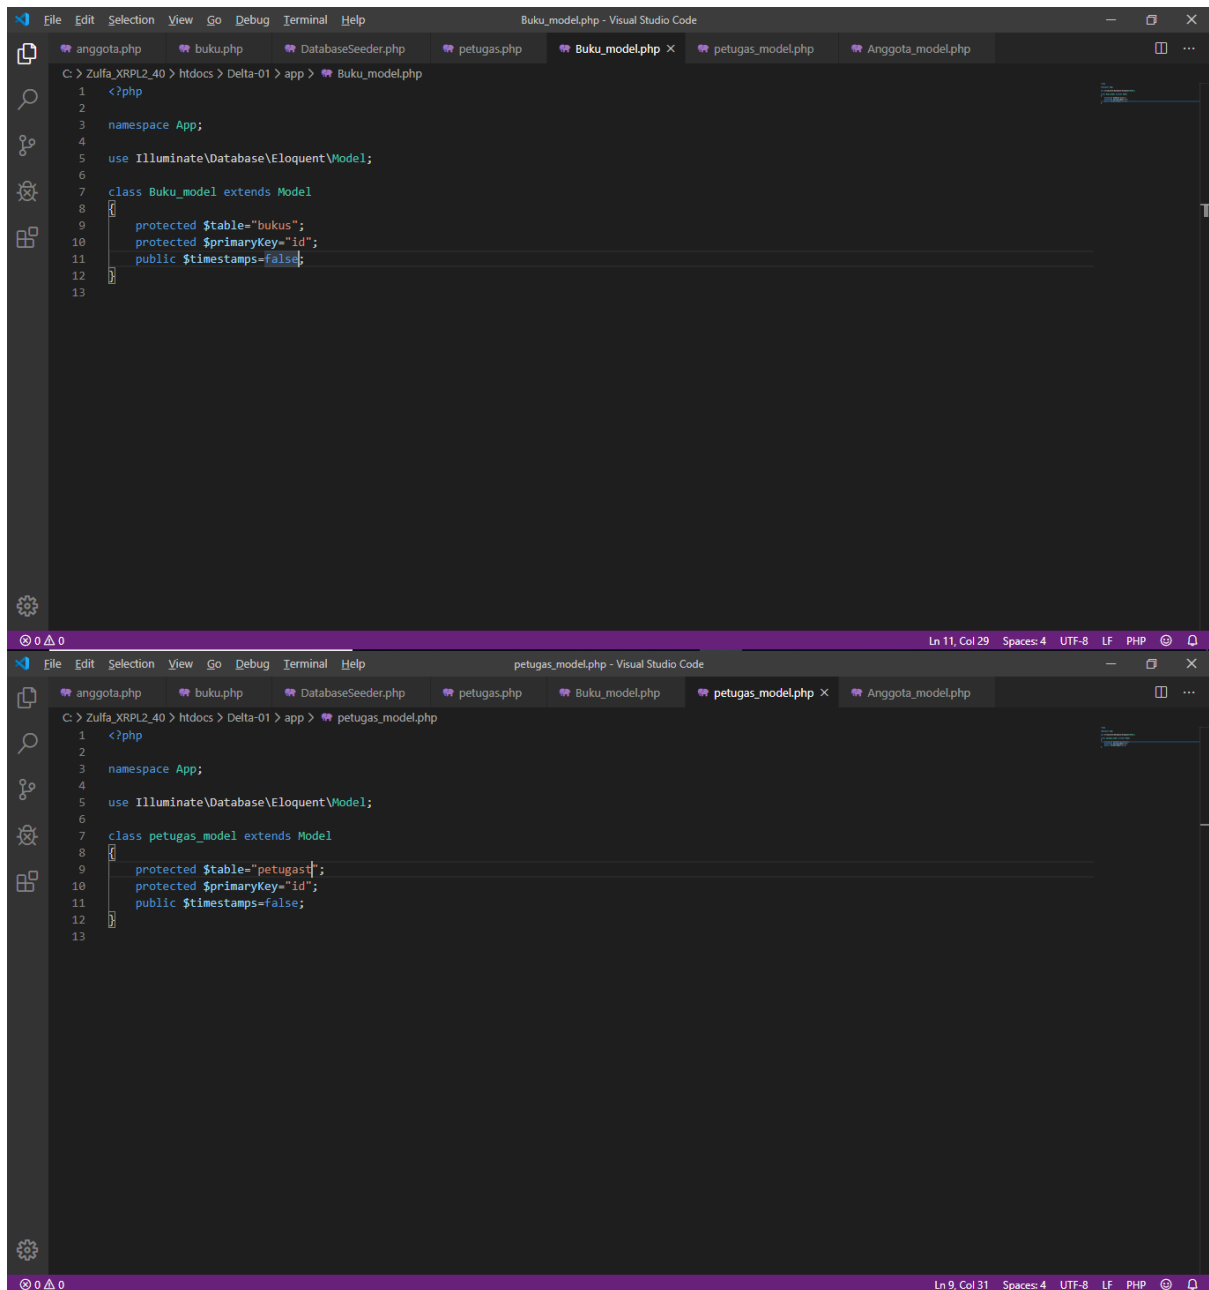 File Edit Selection View Go Debug Terminal Help Buku_model.php - Visual Studio Code
anggota.php buku.php DatabaseSeeder.php petugas.php Buku_model.php petugas_model.php Anggota_model.php
C: > Zulfa_XRPL2_40 > htdocs > Delta-01 > app > Buku_model.php
1 <?php
2
3 namespace App;
4
5 use Illuminate\Database\Eloquent\Model;
6
7 class Buku_model extends Model
8 {
9 protected $table="bukus";
10 protected $primaryKey="id";
11 public $timestamps=false;
12 }
13
0 0 Ln 11, Col 29 Spaces: 4 UTF-8 LF PHP
File Edit Selection View Go Debug Terminal Help petugas_model.php - Visual Studio Code
anggota.php buku.php DatabaseSeeder.php petugas.php Buku_model.php petugas_model.php Anggota_model.php
C: > Zulfa_XRPL2_40 > htdocs > Delta-01 > app > petugas_model.php
1 <?php
2
3 namespace App;
4
5 use Illuminate\Database\Eloquent\Model;
6
7 class petugas_model extends Model
8 {
9 protected $table="petugast";
10 protected $primaryKey="id";
11 public $timestamps=false;
12 }
13
0 0 Ln 9, Col 31 Spaces: 4 UTF-8 LF PHP